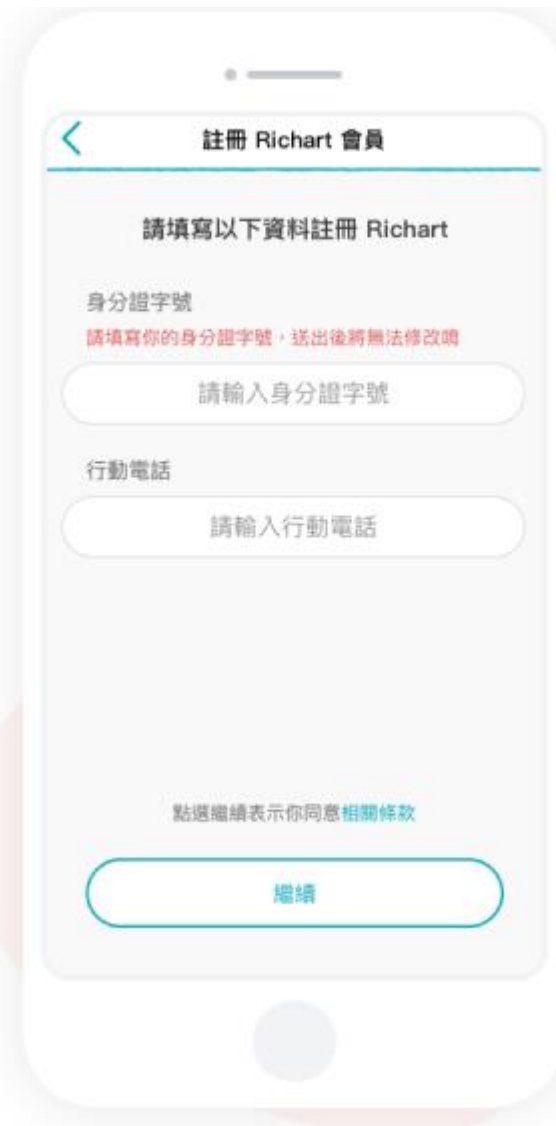 註冊 Richart 會員
請填寫以下資料註冊 Richart
身分證字號
請填寫你的身分證字號，送出後將無法修改唷
請輸入身分證字號
行動電話
請輸入行動電話
點選繼續表示你同意相關條款
繼續